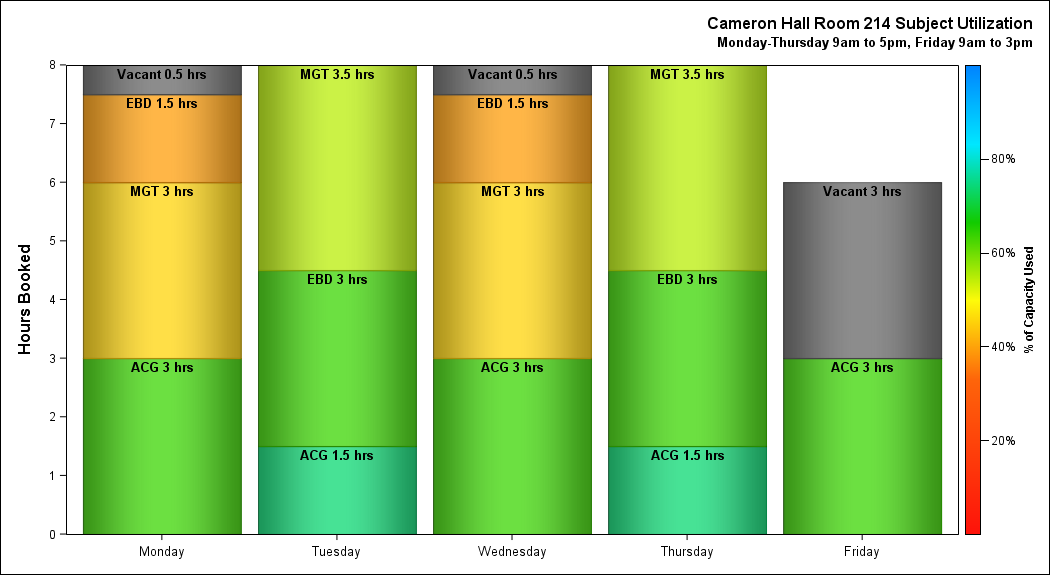 Cameron Hall Room 214 Subject Utilization
Monday-Thursday 9am to 5pm, Friday 9am to 3pm
Hours Booked
8
7
6
5
4
3
2
1
0
Vacant 0.5 hrs
EBD 1.5 hrs
MGT 3 hrs
ACG 3 hrs
MGT 3.5 hrs
EBD 3 hrs
ACG 1.5 hrs
Vacant 0.5 hrs
EBD 1.5 hrs
MGT 3 hrs
ACG 3 hrs
MGT 3.5 hrs
EBD 3 hrs
ACG 1.5 hrs
Vacant 3 hrs
ACG 3 hrs
Monday
Tuesday
Wednesday
Thursday
Friday
80%
60%
40%
20%
% of Capacity Used